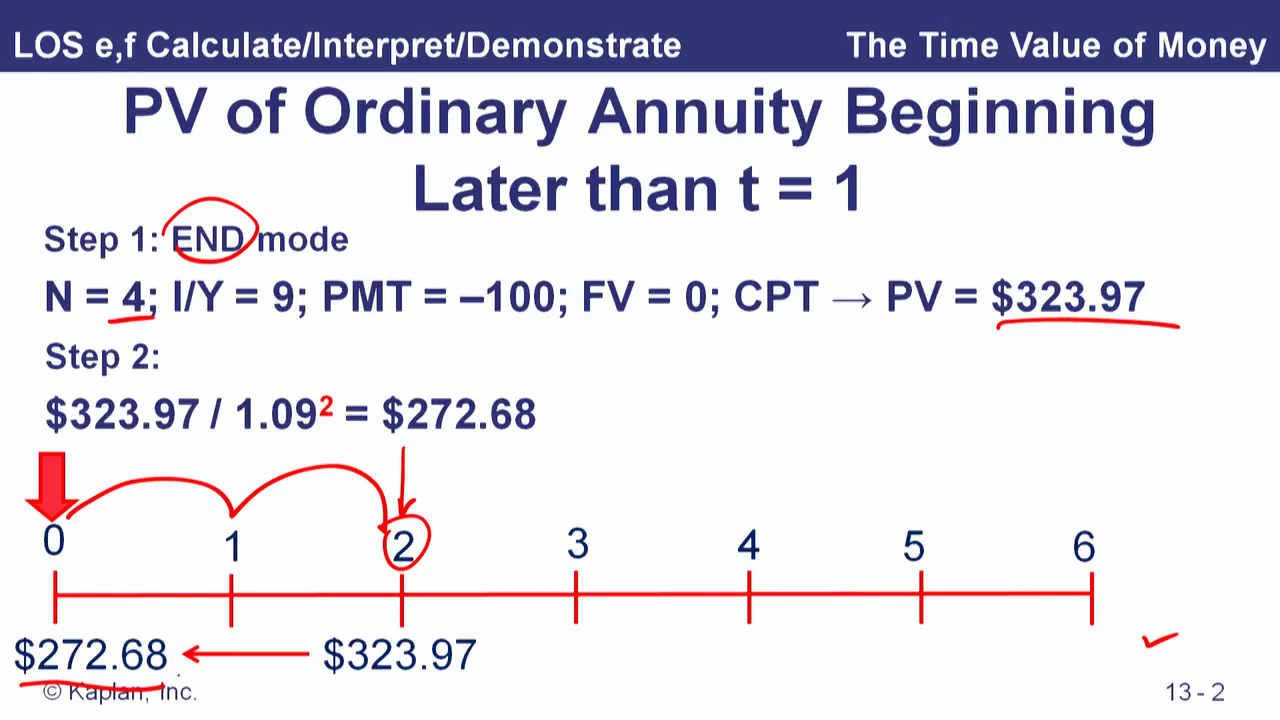 LOS e,f Calculate/Interpret/Demonstrate The Time Value of Money
PV of Ordinary Annuity Beginning
Later than t = 1
Step 1: END mode
N = 4; I/Y = 9; PMT = –100; FV = 0; CPT → PV = $323.97
Step 2:
$323.97 / 1.09² = $272.68
0 1 2 3 4 5 6
$272.68 ← $323.97
© Kaplan, Inc. 13 - 2